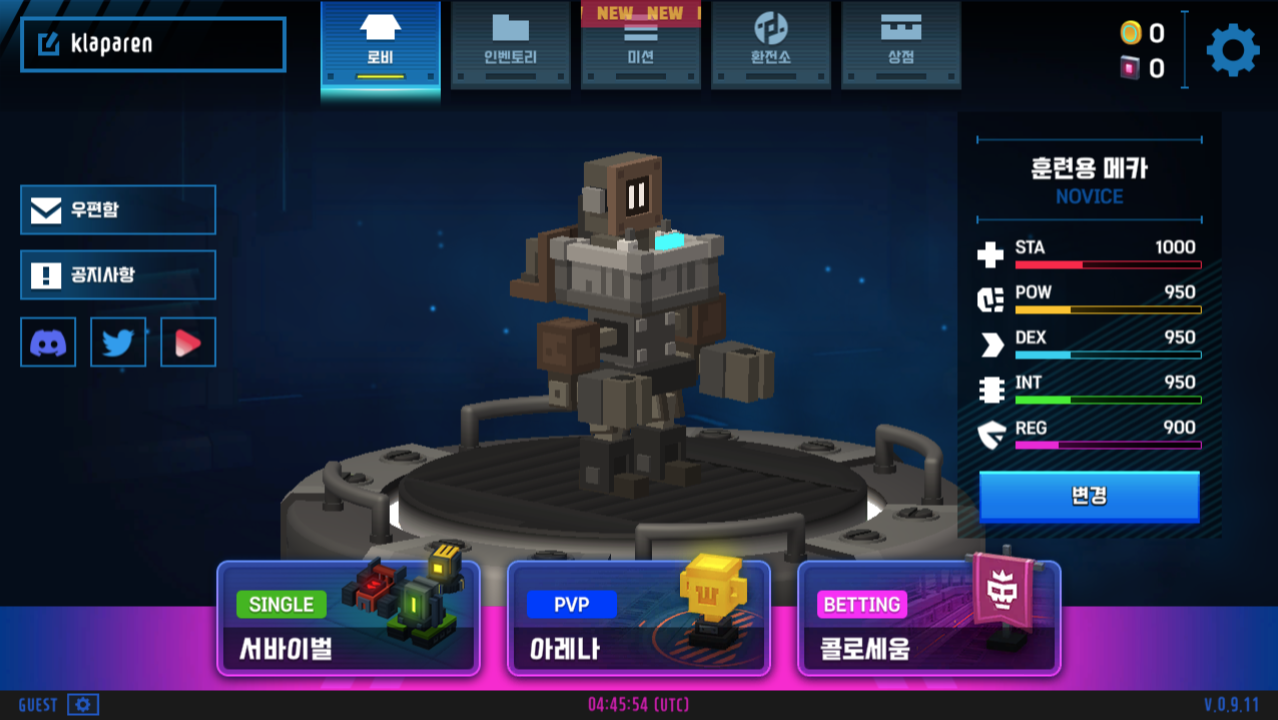 klaparen
로비
인벤토리
NEW NEW
미션
환전소
상점
0
0
우편함
공지사항
훈련용 메카
NOVICE
STA 1000
POW 950
DEX 950
INT 950
REG 900
변경
SINGLE
서바이벌
PVP
아레나
BETTING
콜로세움
GUEST
04:45:54 (UTC)
V.0.9.11